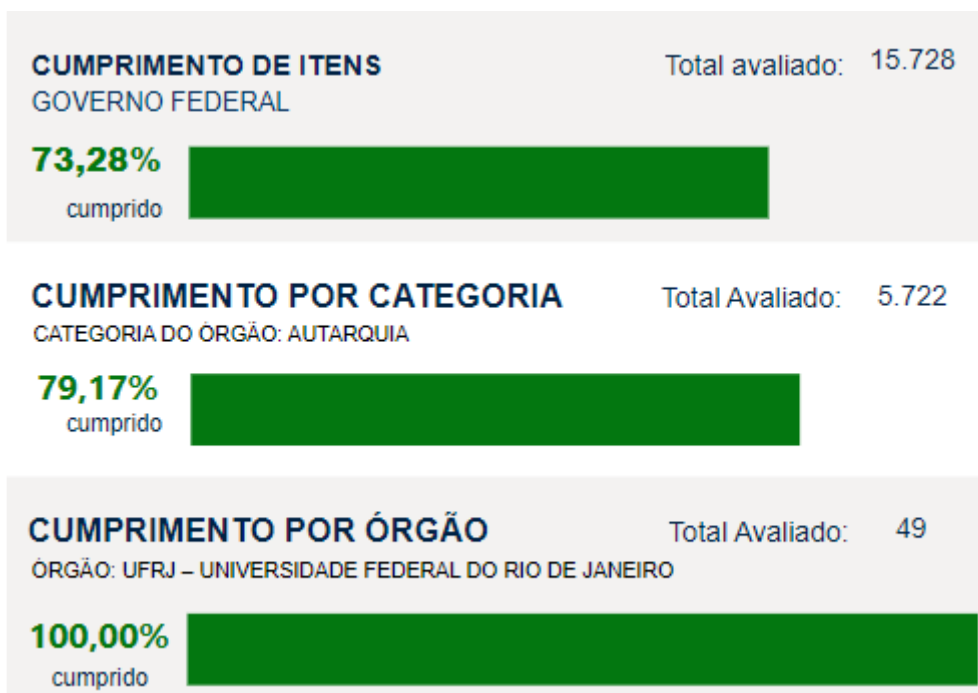 CUMPRIMENTO DE ITENS Total avaliado: 15.728
GOVERNO FEDERAL
73,28%
cumprido
CUMPRIMENTO POR CATEGORIA Total Avaliado: 5.722
CATEGORIA DO ÓRGÃO: AUTARQUIA
79,17%
cumprido
CUMPRIMENTO POR ÓRGÃO Total Avaliado: 49
ÓRGÃO: UFRJ – UNIVERSIDADE FEDERAL DO RIO DE JANEIRO
100,00%
cumprido